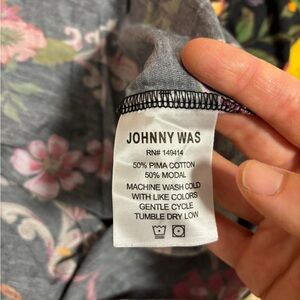 JOHNNY WAS
RN# 149414
50% PIMA COTTON
50% MODAL
MACHINE WASH COLD
WITH LIKE COLORS
GENTLE CYCLE
TUMBLE DRY LOW